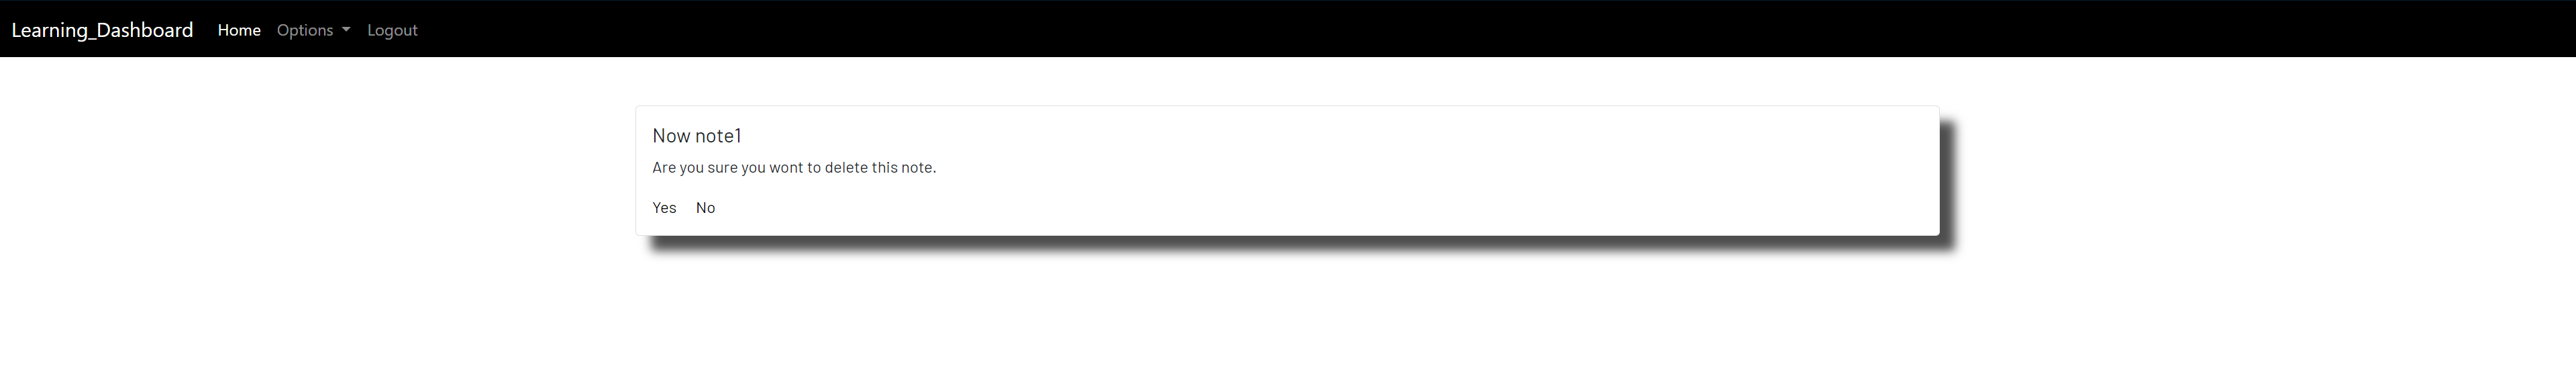 Learning_Dashboard Home Options Logout
Now note1
Are you sure you wont to delete this note.
Yes No